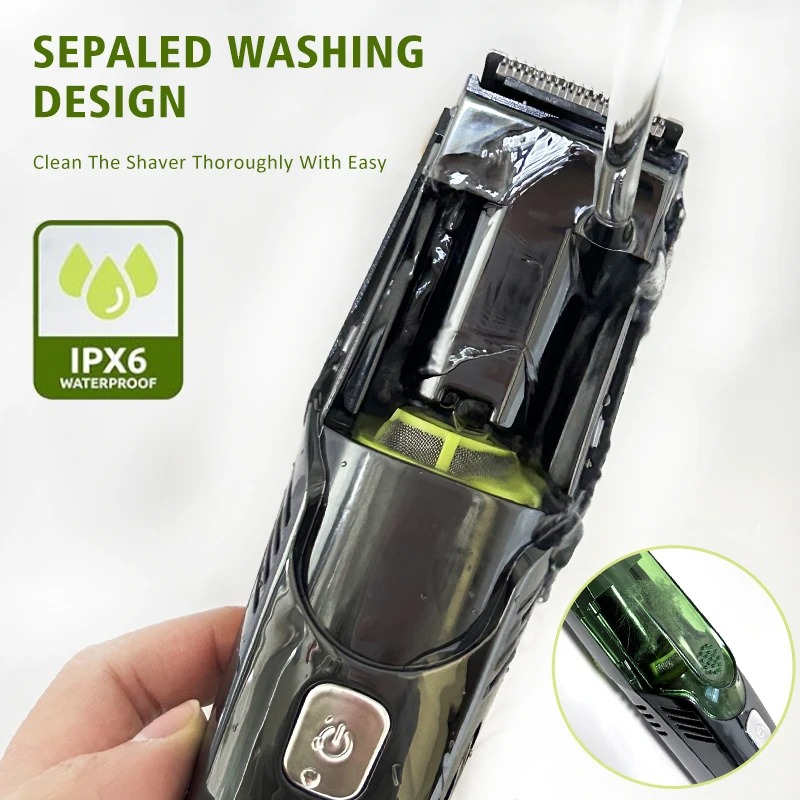 SEPALED WASHING
DESIGN
Clean The Shaver Thoroughly With Easy
IPX6
WATERPROOF